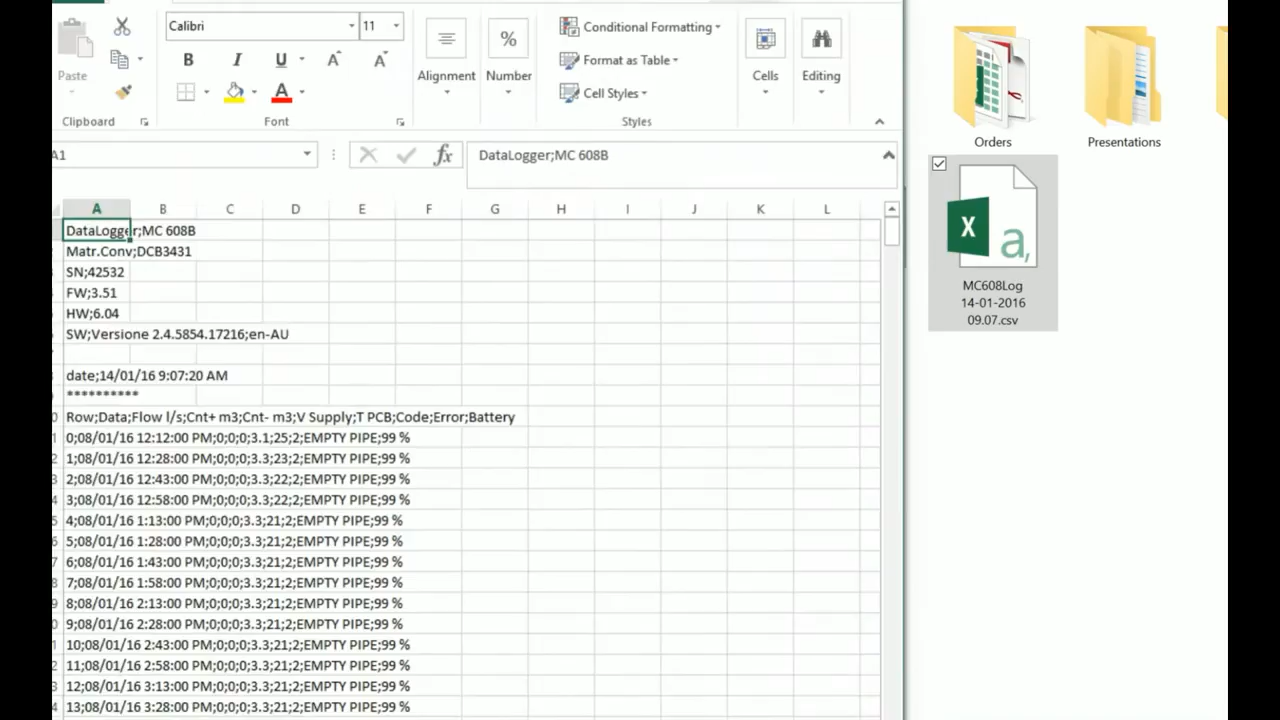 Calibri
11
Conditional Formatting
Paste
B I U A A
%
Alignment
Number
Format as Table
Cells
Editing
A
Cell Styles
Clipboard
Font
Styles
A1
fx
DataLogger;MC 608B
A B C D E F G H I J K L
DataLogger;MC 608B
Matr.Conv;DCB3431
SN;42532
FW;3.51
HW;6.04
SW;Versione 2.4.5854.17216;en-AU
date;14/01/16 9:07:20 AM
**********
Row;Data;Flow l/s;Cnt+ m3;Cnt- m3;V Supply;T PCB;Code;Error;Battery
0;08/01/16 12:12:00 PM;0;0;0;3.1;25;2;EMPTY PIPE;99 %
1;08/01/16 12:28:00 PM;0;0;0;3.3;23;2;EMPTY PIPE;99 %
2;08/01/16 12:43:00 PM;0;0;0;3.3;22;2;EMPTY PIPE;99 %
3;08/01/16 12:58:00 PM;0;0;0;3.3;22;2;EMPTY PIPE;99 %
4;08/01/16 1:13:00 PM;0;0;0;3.3;21;2;EMPTY PIPE;99 %
5;08/01/16 1:28:00 PM;0;0;0;3.3;21;2;EMPTY PIPE;99 %
6;08/01/16 1:43:00 PM;0;0;0;3.3;21;2;EMPTY PIPE;99 %
7;08/01/16 1:58:00 PM;0;0;0;3.3;21;2;EMPTY PIPE;99 %
8;08/01/16 2:13:00 PM;0;0;0;3.3;21;2;EMPTY PIPE;99 %
9;08/01/16 2:28:00 PM;0;0;0;3.3;21;2;EMPTY PIPE;99 %
10;08/01/16 2:43:00 PM;0;0;0;3.3;21;2;EMPTY PIPE;99 %
11;08/01/16 2:58:00 PM;0;0;0;3.3;21;2;EMPTY PIPE;99 %
12;08/01/16 3:13:00 PM;0;0;0;3.3;21;2;EMPTY PIPE;99 %
13;08/01/16 3:28:00 PM;0;0;0;3.3;21;2;EMPTY PIPE;99 %
Orders
Presentations
X a,
MC608Log
14-01-2016
09.07.csv